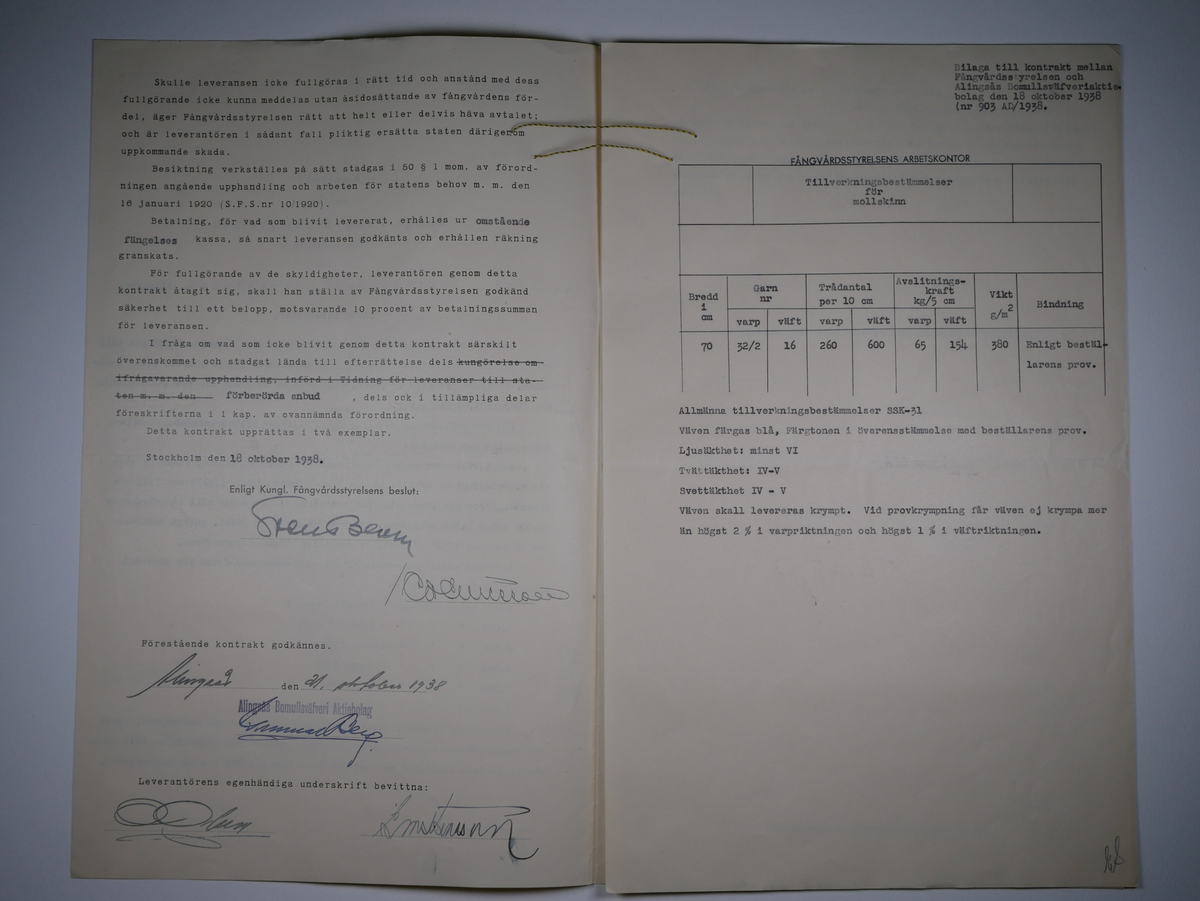 Skulle leveransen icke fullgöras i rätt tid och anstånd med dess
fullgörande icke kunna meddelas utan åsidosättande av fångvårdens för-
del, äger Fångvårdsstyrelsen rätt att helt eller delvis häva avtalet;
och är leverantören i sådant fall pliktig ersätta staten därigenom
uppkommande skada.
Besiktning verkställes på sätt stadgas i 50 § 1 mom. av förord-
ningen angående upphandling och arbeten för statens behov m. m. den
16 januari 1920 (S.F.S.nr 10/1920).
Betalning, för vad som blivit levererat, erhålles ur omstående
fängelses kassa, så snart leveransen godkänts och erhållen räkning
granskats.
För fullgörande av de skyldigheter, leverantören genom detta
kontrakt åtagit sig, skall han ställa av Fångvårdsstyrelsen godkänd
säkerhet till ett belopp, motsvarande 10 procent av betalningssumman
för leveransen.
I fråga om vad som icke blivit genom detta kontrakt särskilt
överenskommet och stadgat lända till efterrättelse dels kungörelse om
ifrågavarande upphandling, införd i Tidning för leveranser till sta-
ten m. m. den förberörda anbud , dels ock i tillämpliga delar
föreskrifterna i 1 kap. av ovannämnda förordning.
Detta kontrakt upprättas i två exemplar.
Stockholm den 18 oktober 1938.
Enligt Kungl. Fångvårdsstyrelsens beslut:
Förestående kontrakt godkännes.
Alingsås den 21. oktober 1938
Alingsås Bomullsväfveri Aktiebolag
Gunnar Berg
Leverantörens egenhändiga underskrift bevittna:
Bilaga till kontrakt mellan
Fångvårdsstyrelsen och
Alingsås Bomullsväfveriaktie-
bolag den 18 oktober 1938
(nr 903 AD/1938.
FÅNGVÅRDSSTYRELSENS ARBETSKONTOR
Tillverkningsbestämmelser
för
mollskinn
Bredd i cm Garn nr Trådantal per 10 cm Avslitnings-kraft kg/5 cm Vikt g/m2 Bindning
varp väft varp väft varp väft
70 32/2 16 260 600 65 154 380 Enligt bestäl-
larens prov.
Allmänna tillverkningsbestämmelser SSK-31
Väven färgas blå, Färgtonen i överensstämmelse med beställarens prov.
Ljusäkthet: minst VI
Tvättäkthet: IV-V
Svettäkthet IV - V
Väven skall levereras krympt. Vid provkrympning får väven ej krympa mer
än högst 2 % i varpriktningen och högst 1 % i väftriktningen.